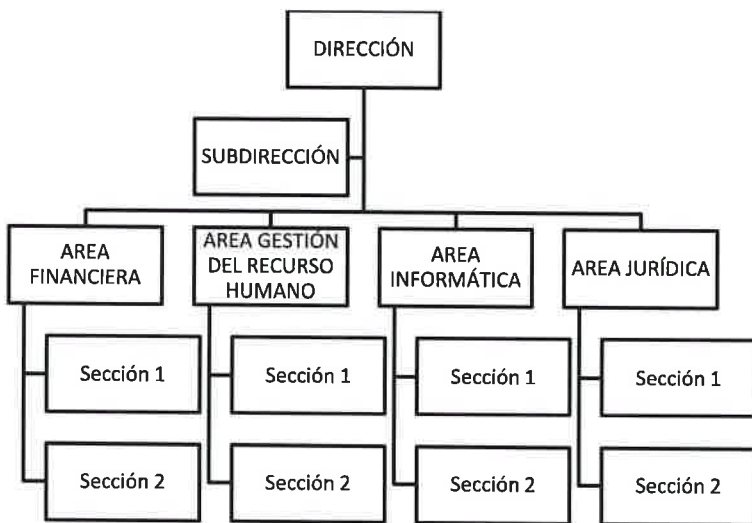 DIRECCIÓN
SUBDIRECCIÓN
AREA
FINANCIERA
AREA GESTIÓN
DEL RECURSO
HUMANO
AREA
INFORMÁTICA
AREA JURÍDICA
Sección 1
Sección 1
Sección 1
Sección 1
Sección 2
Sección 2
Sección 2
Sección 2